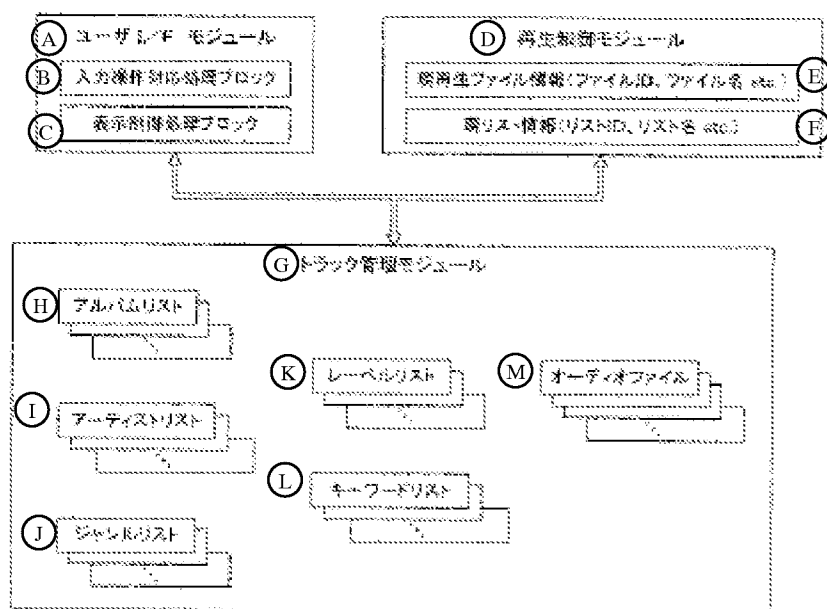 A ユーザ I/F モジュール
B 入力操作対応処理ブロック
C 表示制御処理ブロック
D 再生制御モジュール
現再生ファイル情報(ファイルID、ファイル名 etc.) E
現リスト情報(リストID、リスト名 etc.) F
G トラック管理モジュール
H アルバムリスト
I アーティストリスト
J ジャンルリスト
K レーベルリスト
L キーワードリスト
M オーディオファイル